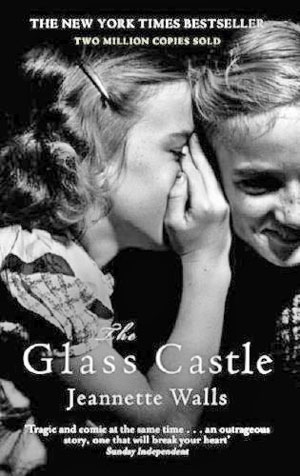 THE NEW YORK TIMES BESTSELLER
TWO MILLION COPIES SOLD
The
Glass Castle
Jeannette Walls
'Tragic and comical at the same time . . . an outrageous
story, one that will break your heart'
Sunday Independent